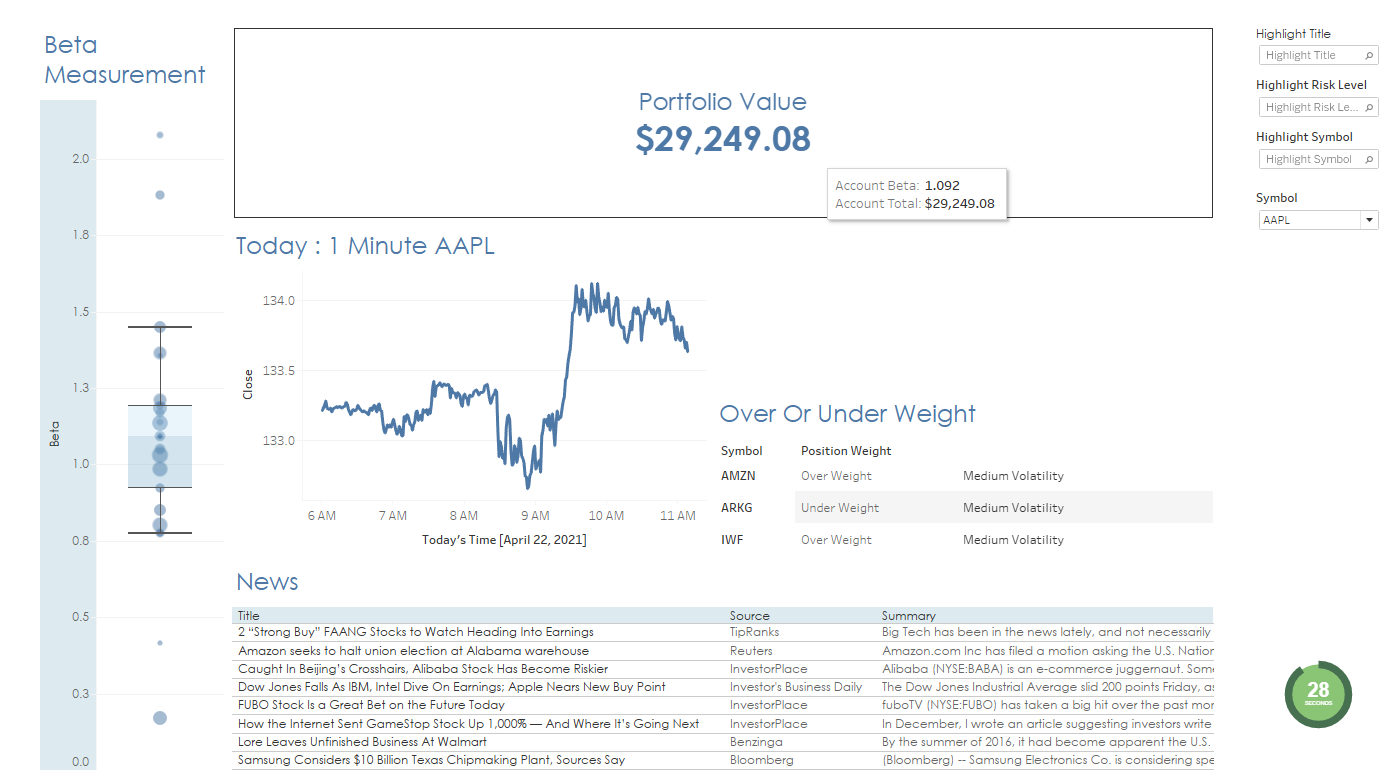 Beta
Measurement
2.0
1.8
1.5
1.3
1.0
0.8
0.5
0.3
0.0
Beta
Portfolio Value
$29,249.08
Account Beta: 1.092
Account Total: $29,249.08
Today : 1 Minute AAPL
134.0
133.5
133.0
Close
6 AM 7 AM 8 AM 9 AM 10 AM 11 AM
Today's Time [April 22, 2021]
Over Or Under Weight
Symbol Position Weight
AMZN Over Weight Medium Volatility
ARKG Under Weight Medium Volatility
IWF Over Weight Medium Volatility
News
Title Source Summary
2 “Strong Buy” FAANG Stocks to Watch Heading Into Earnings TipRanks Big Tech has been in the news lately, and not necessarily
Amazon seeks to halt union election at Alabama warehouse Reuters Amazon.com Inc has filed a motion asking the U.S. Nation
Caught In Beijing’s Crosshairs, Alibaba Stock Has Become Riskier InvestorPlace Alibaba (NYSE:BABA) is an e-commerce juggernaut. Som
Dow Jones Falls As IBM, Intel Dive On Earnings; Apple Nears New Buy Point Investor's Business Daily The Dow Jones Industrial Average slid 200 points Friday, as
FUBO Stock Is a Great Bet on the Future Today InvestorPlace fuboTV (NYSE:FUBO) has taken a big hit over the past mor
How the Internet Sent GameStop Stock Up 1,000% — And Where It’s Going Next InvestorPlace In December, I wrote an article suggesting investors write
Lore Leaves Unfinished Business At Walmart Benzinga By the summer of 2016, it had become apparent the U.S.
Samsung Considers $10 Billion Texas Chipmaking Plant, Sources Say Bloomberg (Bloomberg) -- Samsung Electronics Co. is considering spe
Highlight Title
Highlight Title
Highlight Risk Level
Highlight Risk Le...
Highlight Symbol
Highlight Symbol
Symbol
AAPL
28
SECONDS